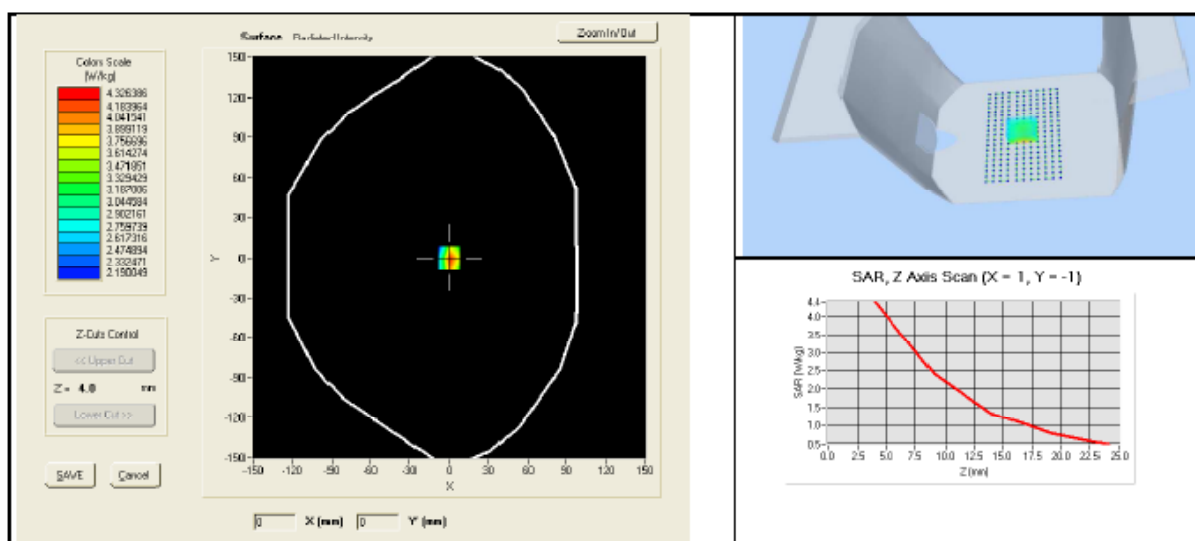 Surface Radiated Intensity
Zoom In/Out
Colors Scale
(W/kg)
4.326386
4.183964
4.041541
3.899119
3.756696
3.614274
3.471851
3.329429
3.187006
3.044584
2.902161
2.759739
2.617316
2.474894
2.332471
2.190049
Z-Cuts Control
<< Upper Cut
Z = 4.0 mm
Lower Cut >>
SAVE Cancel
150
120
90
60
30
0
-30
-60
-90
-120
-150
Y
-150 -120 -90 -60 -30 0 30 60 90 120 150
X
0 X (mm) 0 Y (mm)
SAR, Z Axis Scan (X = 1, Y = -1)
SAR (W/kg)
4.4
4.0
3.5
3.0
2.5
2.0
1.5
1.0
0.5
0.0 2.5 5.0 7.5 10.0 12.5 15.0 17.5 20.0 22.5 25.0
Z (mm)